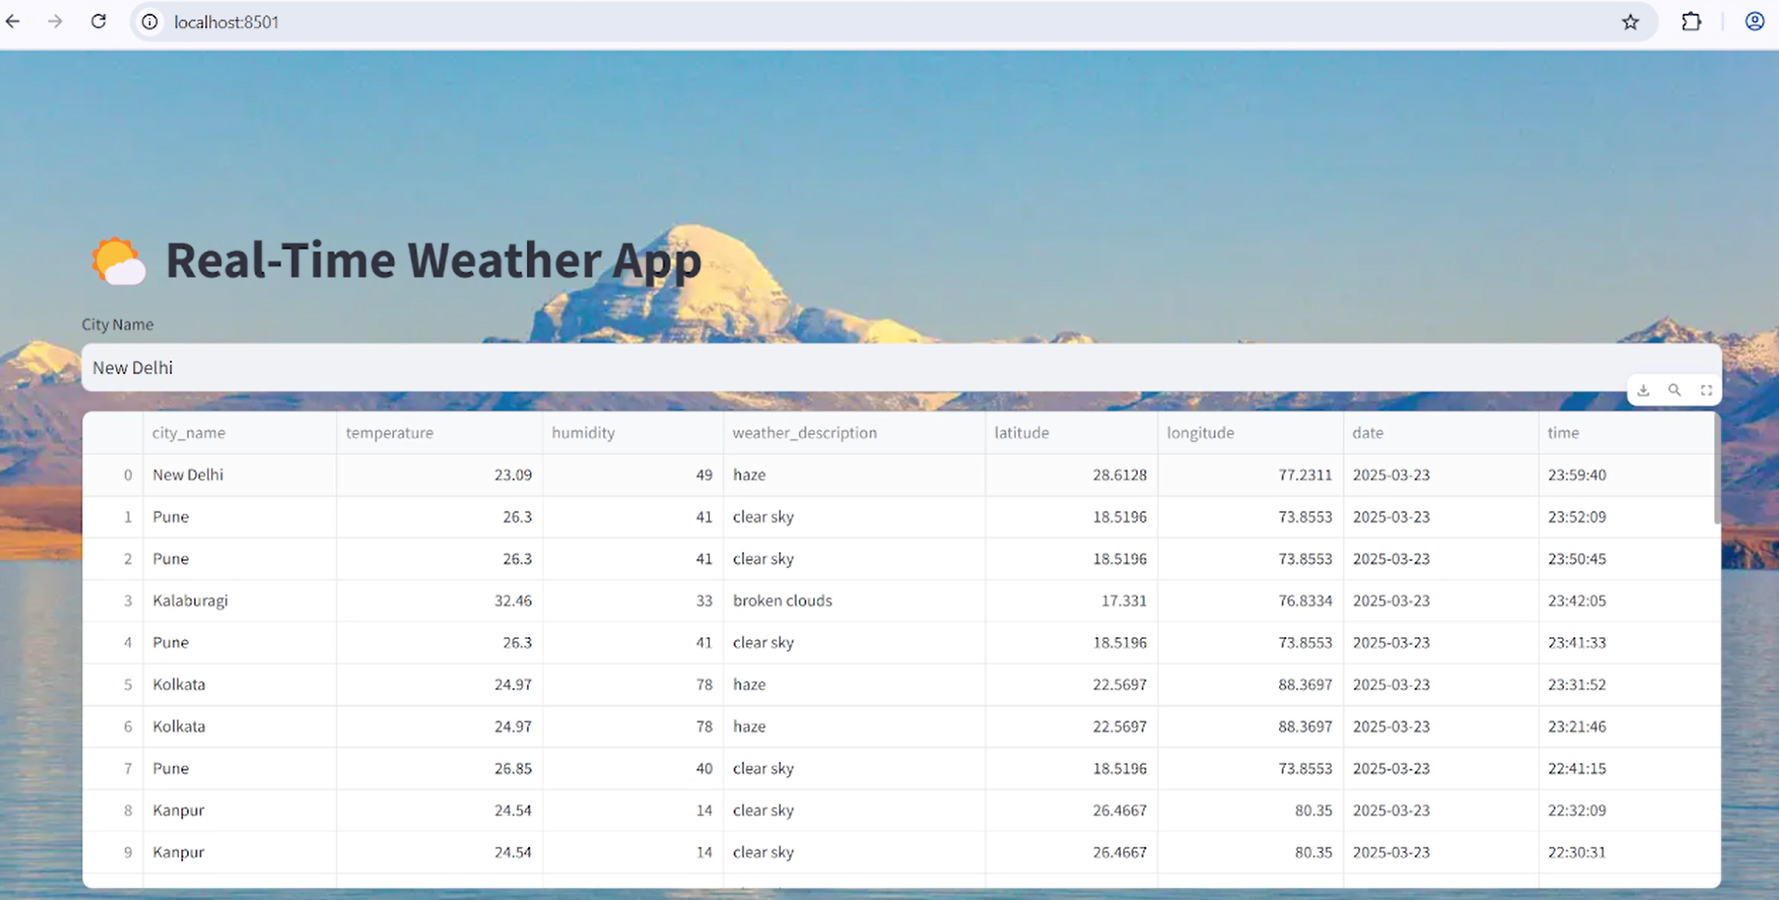 localhost:8501
Real-Time Weather App
City Name
New Delhi
city_name temperature humidity weather_description latitude longitude date time
0 New Delhi 23.09 49 haze 28.6128 77.2311 2025-03-23 23:59:40
1 Pune 26.3 41 clear sky 18.5196 73.8553 2025-03-23 23:52:09
2 Pune 26.3 41 clear sky 18.5196 73.8553 2025-03-23 23:50:45
3 Kalaburagi 32.46 33 broken clouds 17.331 76.8334 2025-03-23 23:42:05
4 Pune 26.3 41 clear sky 18.5196 73.8553 2025-03-23 23:41:33
5 Kolkata 24.97 78 haze 22.5697 88.3697 2025-03-23 23:31:52
6 Kolkata 24.97 78 haze 22.5697 88.3697 2025-03-23 23:21:46
7 Pune 26.85 40 clear sky 18.5196 73.8553 2025-03-23 22:41:15
8 Kanpur 24.54 14 clear sky 26.4667 80.35 2025-03-23 22:32:09
9 Kanpur 24.54 14 clear sky 26.4667 80.35 2025-03-23 22:30:31